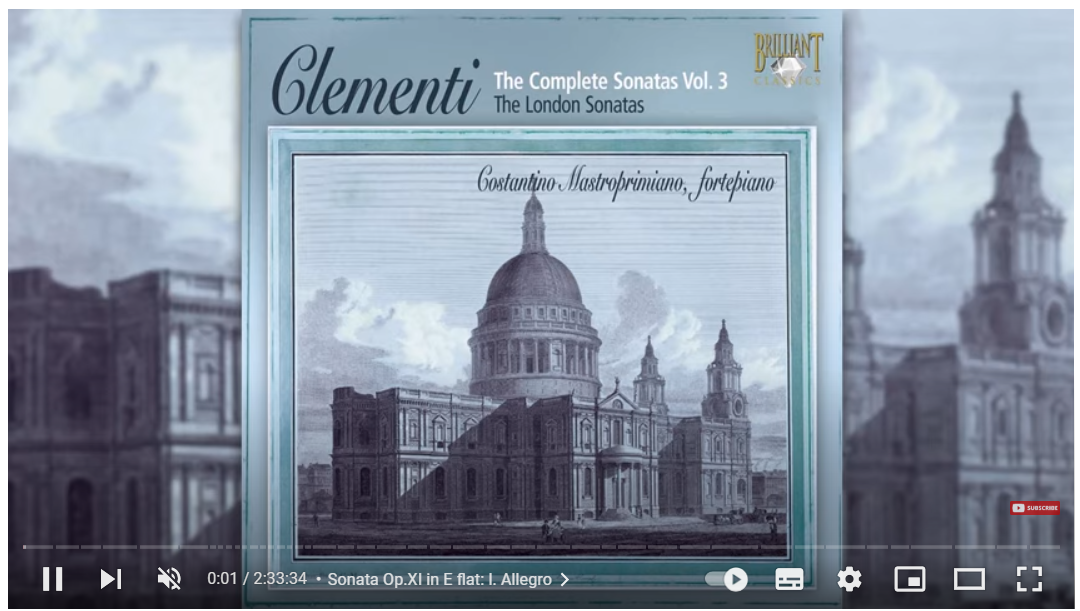 Clementi
The Complete Sonatas Vol. 3
The London Sonatas
BRILLIANT
CLASSICS
Costantino Mastroprimiano, fortepiano
SUBSCRIBE
0:01 / 2:33:34 • Sonata Op.XI in E flat: I. Allegro